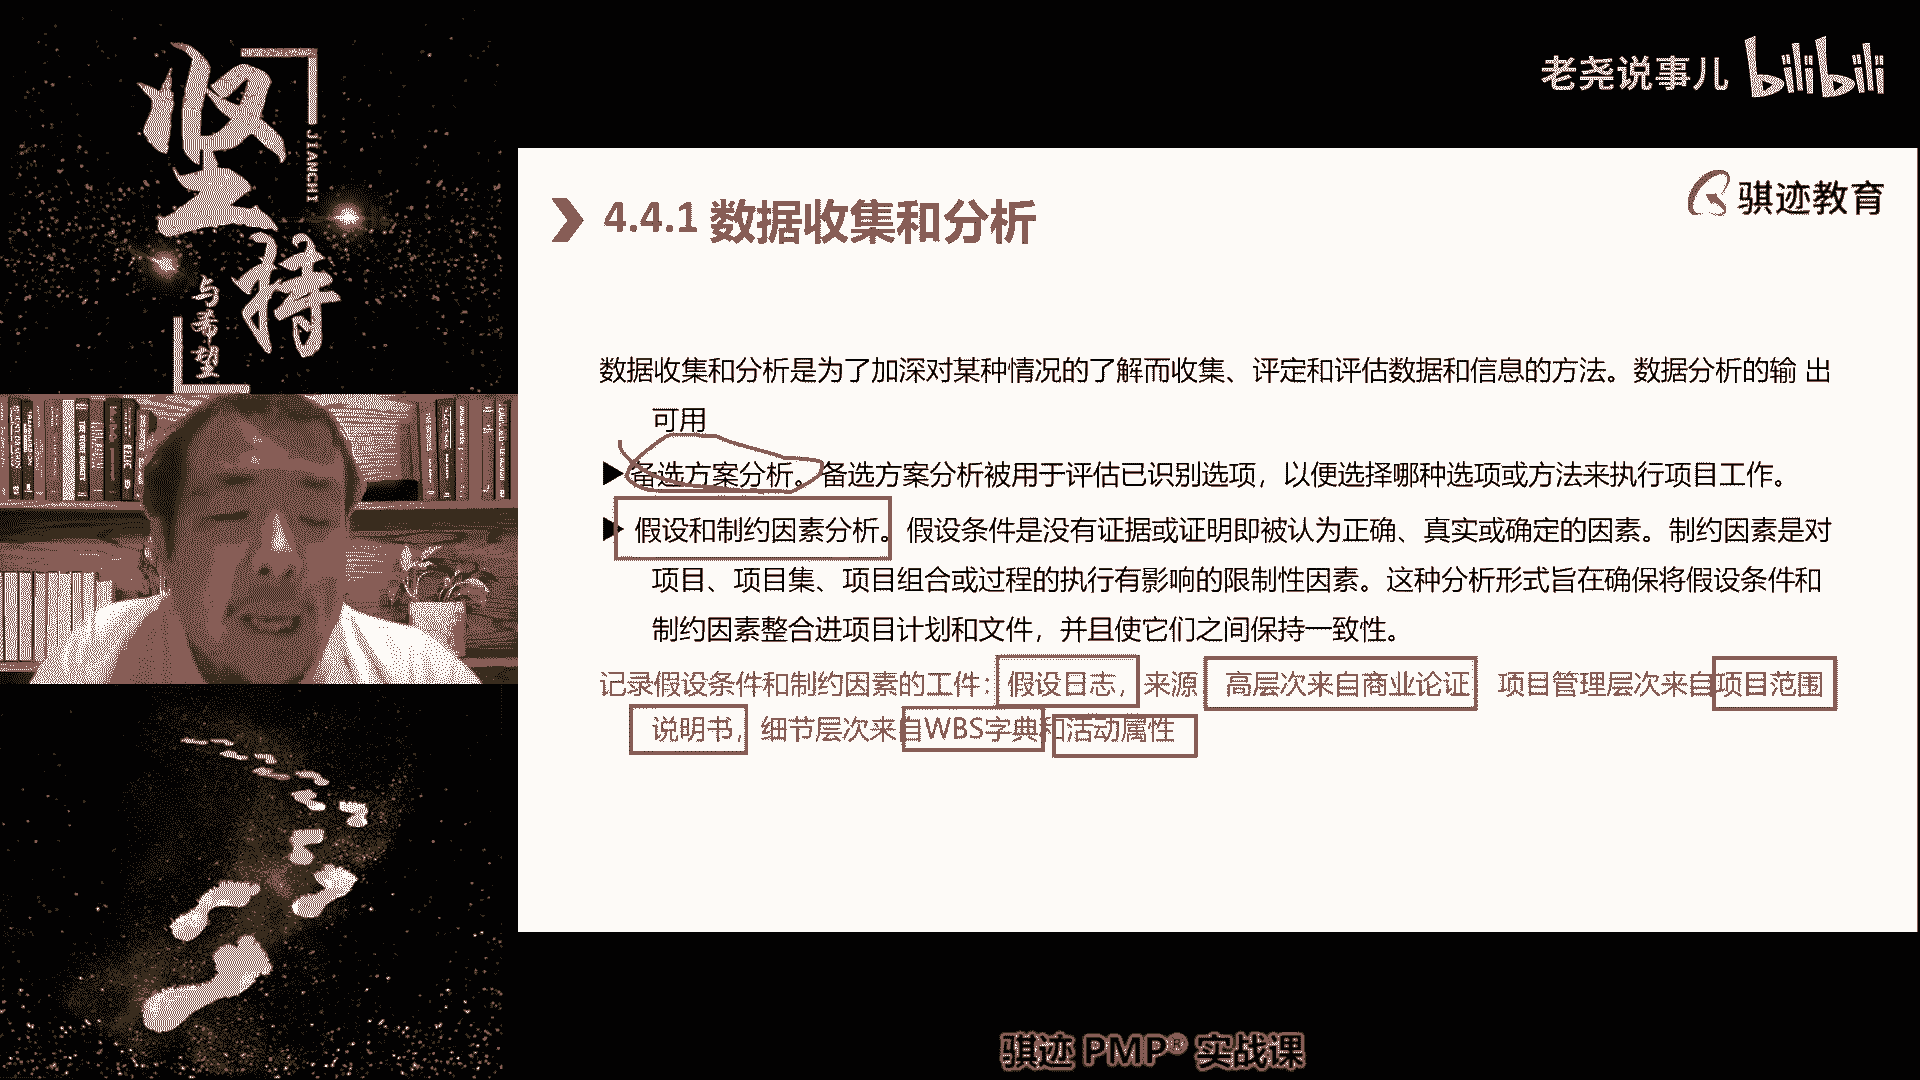 坚持
JIANCHI
与希望
老尧说事儿 bilibili
骐迹教育
4.4.1 数据收集和分析
数据收集和分析是为了加深对某种情况的了解而收集、评定和评估数据和信息的方法。数据分析的输 出
可用
备选方案分析。备选方案分析被用于评估已识别选项，以便选择哪种选项或方法来执行项目工作。
假设和制约因素分析。假设条件是没有证据或证明即被认为正确、真实或确定的因素。制约因素是对
项目、项目集、项目组合或过程的执行有影响的限制性因素。这种分析形式旨在确保将假设条件和
制约因素整合进项目计划和文件，并且使它们之间保持一致性。
记录假设条件和制约因素的工件：假设日志，来源 高层次来自商业论证 项目管理层次来自项目范围
说明书，细节层次来自WBS字典和活动属性
骐迹 PMP® 实战课